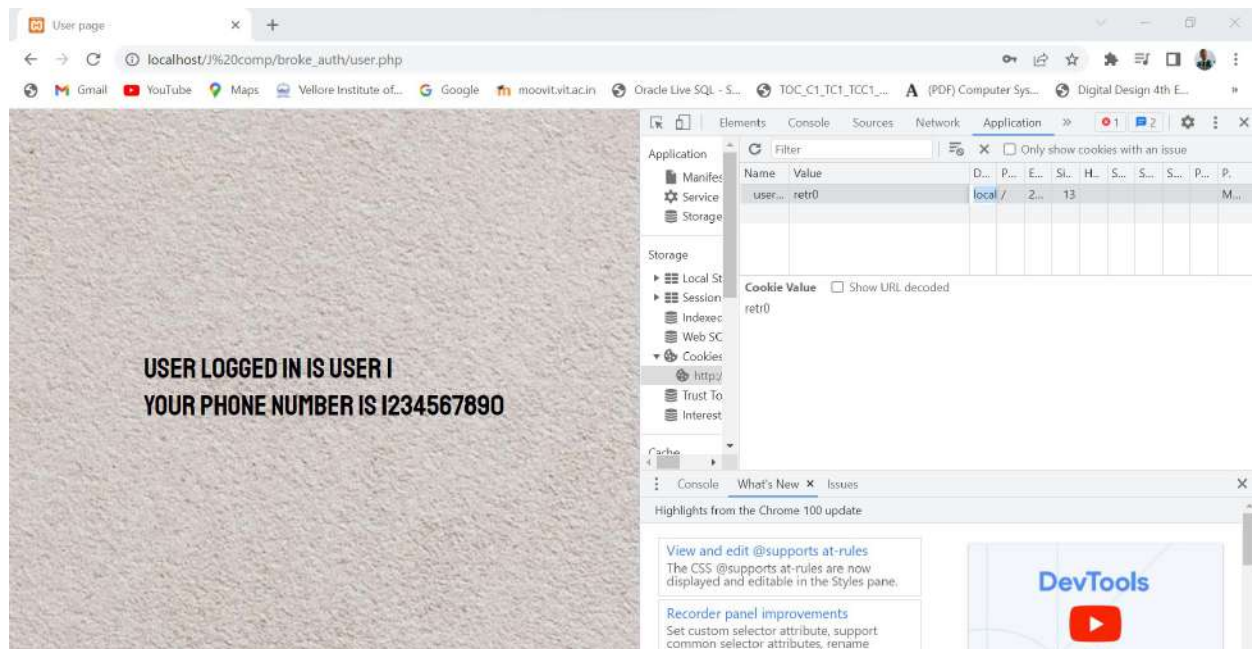 User page
localhost/J%20comp/broke_auth/user.php
Gmail YouTube Maps Vellore Institute of... Google moovit.vit.ac.in Oracle Live SQL - S... TOC_C1_TC1_TCC1_... (PDF) Computer Sys... Digital Design 4th E... »
Elements Console Sources Network Application » 1 2
Application
Manifes
Service
Storage
Storage
Local St
Session
Indexec
Web SC
Cookies
http:/
Trust To
Interest
Cache
Filter Only show cookies with an issue
Name Value D... P... E... Si.. H.. S... S... S... P... P.
user... retr0 local / 2... 13 M...
Cookie Value Show URL decoded
retr0
USER LOGGED IN IS USER 1
YOUR PHONE NUMBER IS 1234567890
Console What's New Issues
Highlights from the Chrome 100 update
View and edit @supports at-rules
The CSS @supports at-rules are now
displayed and editable in the Styles pane.
Recorder panel improvements
Set custom selector attribute, support
common selector attributes, rename
DevTools